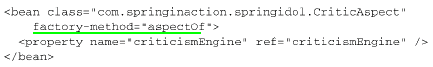 <bean class="com.springinaction.springidol.CriticAspect"
factory-method="aspectOf">
<property name="criticismEngine" ref="criticismEngine" />
</bean>